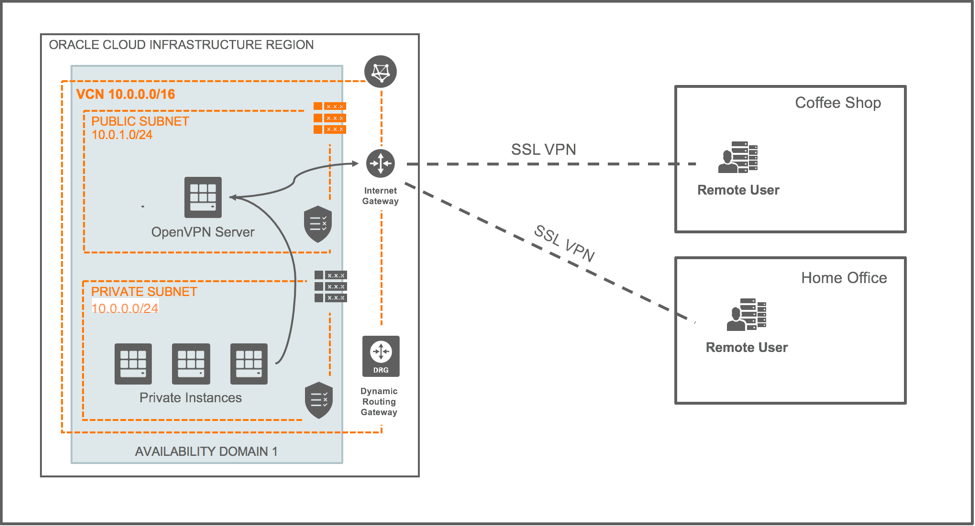 ORACLE CLOUD INFRASTRUCTURE REGION
VCN 10.0.0.0/16
PUBLIC SUBNET
10.0.1.0/24
x.x.x
x.x.x
x.x.x
OpenVPN Server
Internet
Gateway
PRIVATE SUBNET
10.0.0.0/24
x.x.x
x.x.x
x.x.x
Private Instances
DRG
Dynamic
Routing
Gateway
AVAILABILITY DOMAIN 1
SSL VPN
SSL VPN
Coffee Shop
Remote User
Home Office
Remote User